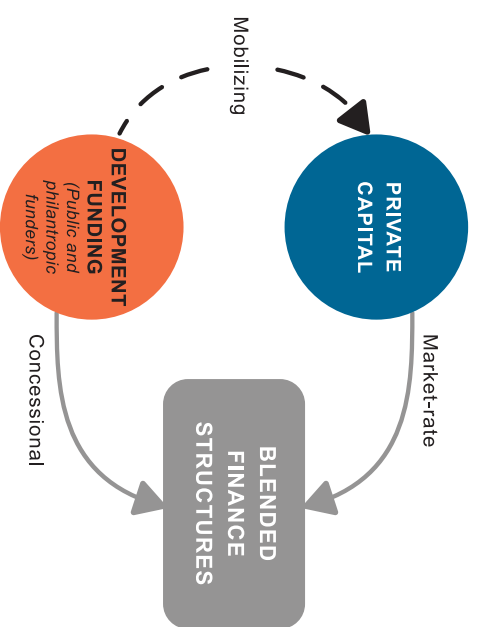 Mobilizing
PRIVATE
CAPITAL
DEVELOPMENT
FUNDING
(Public and
philantropic
funders)
Market-rate
Concessional
BLENDED
FINANCE
STRUCTURES